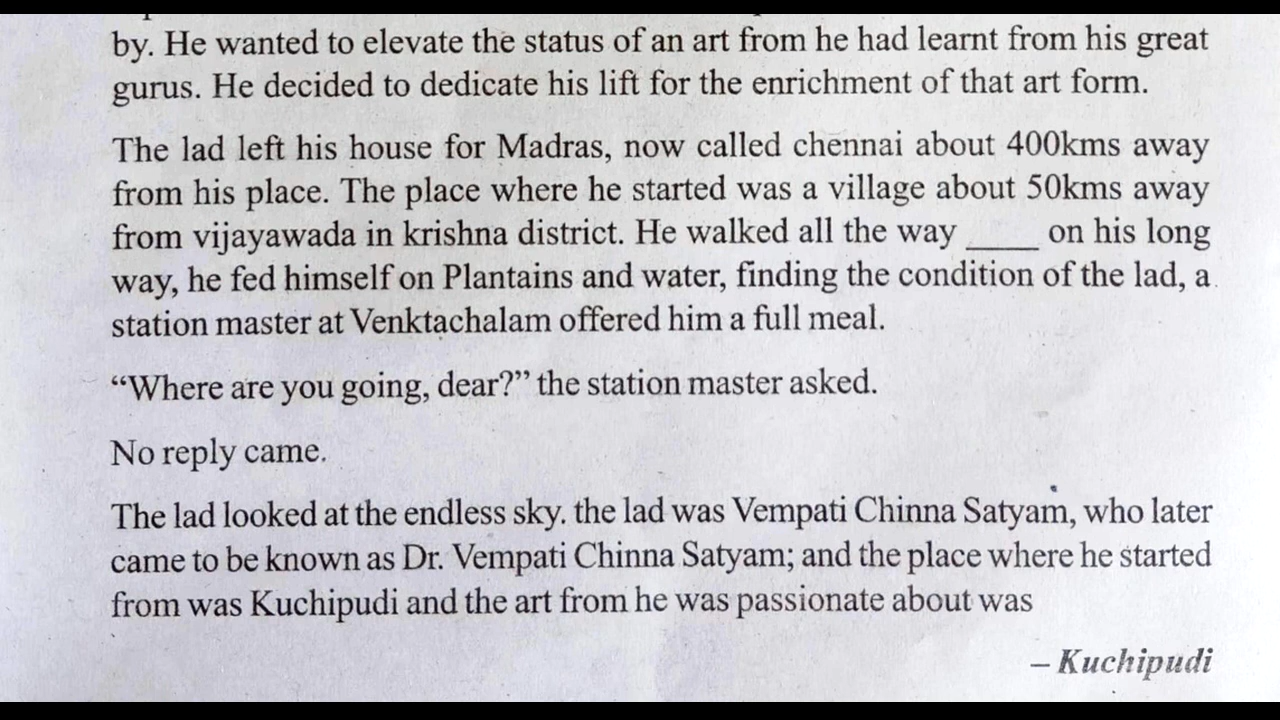 by. He wanted to elevate the status of an art from he had learnt from his great
gurus. He decided to dedicate his lift for the enrichment of that art form.
The lad left his house for Madras, now called chennai about 400kms away
from his place. The place where he started was a village about 50kms away
from vijayawada in krishna district. He walked all the way ____ on his long
way, he fed himself on Plantains and water, finding the condition of the lad, a
station master at Venktachalam offered him a full meal.
“Where are you going, dear?” the station master asked.
No reply came.
The lad looked at the endless sky. the lad was Vempati Chinna Satyam, who later
came to be known as Dr. Vempati Chinna Satyam; and the place where he started
from was Kuchipudi and the art from he was passionate about was
– Kuchipudi